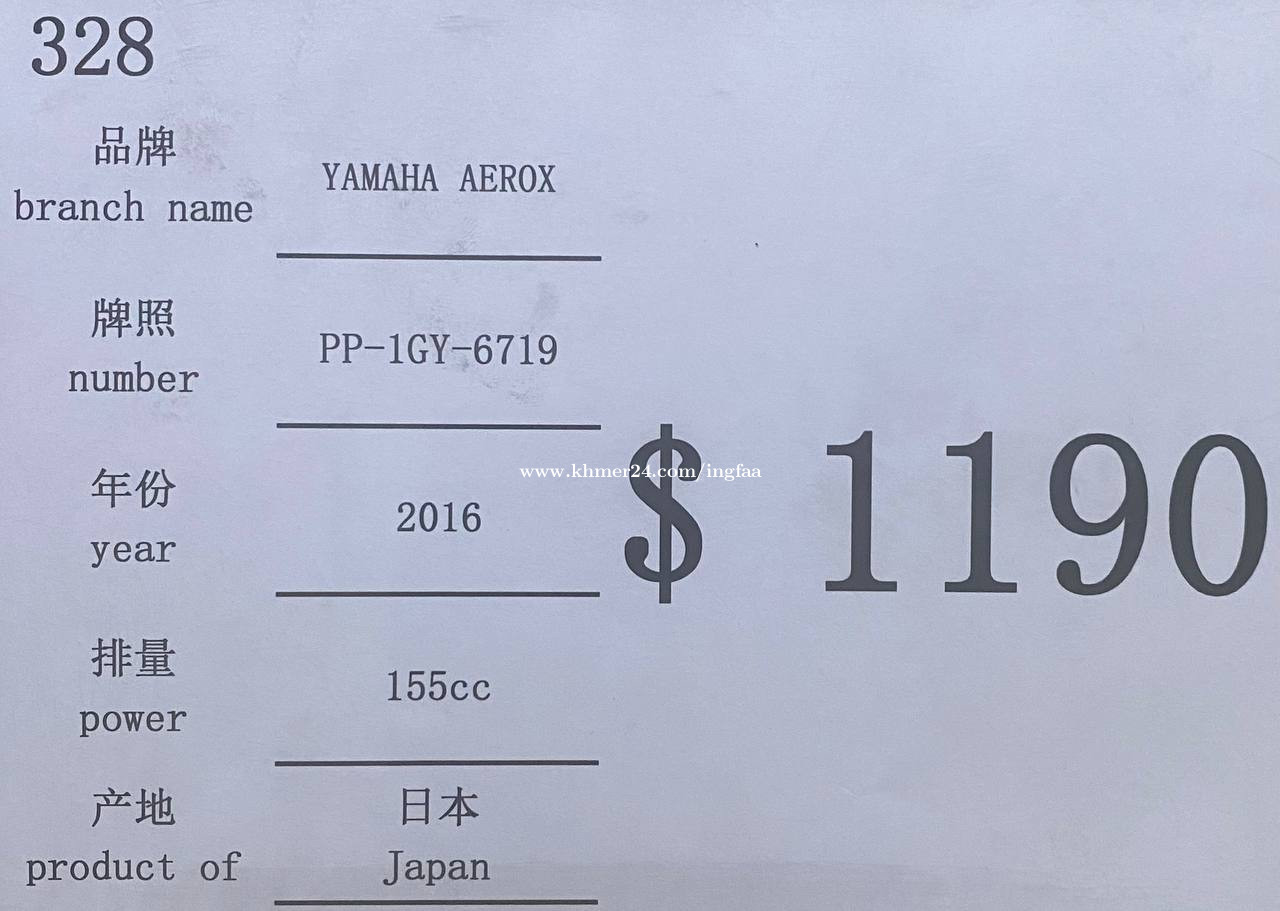 328
品牌
branch name
YAMAHA AEROX
牌照
number
PP-1GY-6719
年份
year
2016
$ 1190
www.khmer24.com/ingfaa
排量
power
155cc
产地
product of
日本
Japan